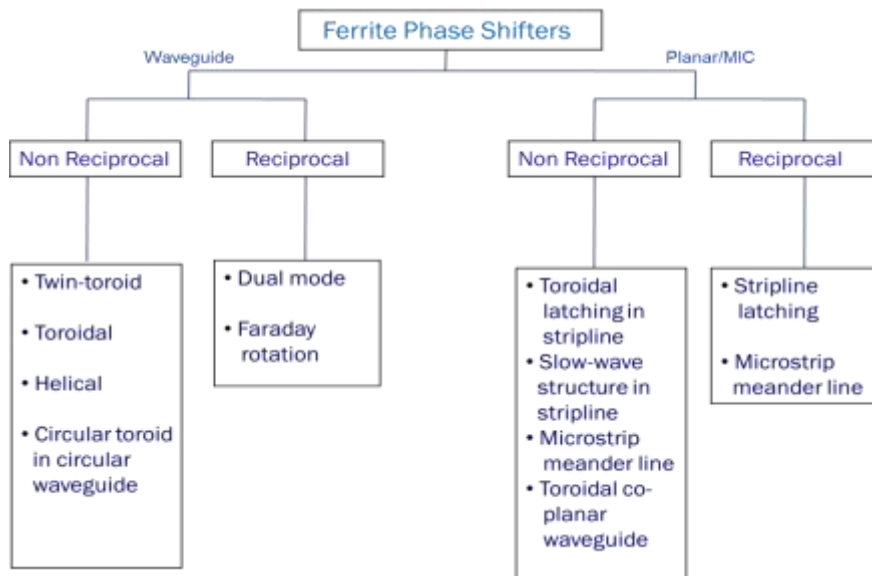 Ferrite Phase Shifters
Waveguide
Planar/MIC
Non Reciprocal
Reciprocal
Non Reciprocal
Reciprocal
• Twin-toroid
• Toroidal
• Helical
• Circular toroid
in circular
waveguide
• Dual mode
• Faraday
rotation
• Toroidal
latching in
stripline
• Slow-wave
structure in
stripline
• Microstrip
meander line
• Toroidal co-
planar
waveguide
• Stripline
latching
• Microstrip
meander line